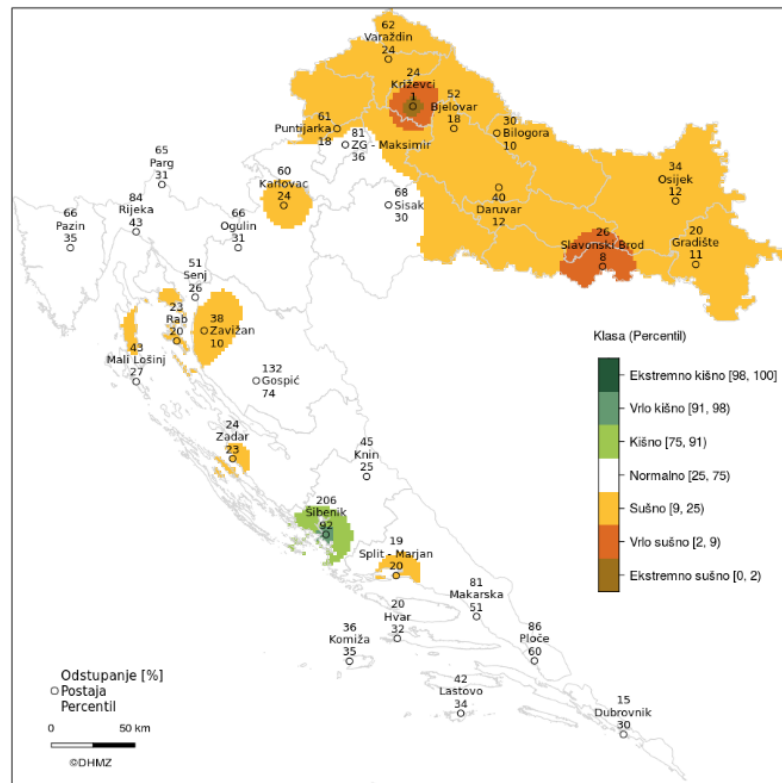 62
Varaždin
24
24
Križevci
1
52
Bjelovar
18
30
Bilogora
10
61
Puntijarka
18
81
ZG - Maksimir
36
65
Parg
31
60
Karlovac
24
34
Osijek
12
84
Rijeka
43
68
Sisak
30
40
Daruvar
12
66
Pazin
35
66
Ogulin
31
26
Slavonski Brod
8
20
Gradište
11
51
Senj
26
23
Rab
20
38
Zavižan
10
43
Mali Lošinj
27
132
Gospić
74
24
Zadar
23
45
Knin
25
206
Šibenik
92
19
Split - Marjan
20
81
Makarska
51
20
Hvar
32
36
Komiža
35
86
Ploče
60
42
Lastovo
34
15
Dubrovnik
30
Klasa (Percentil)
Ekstremno kišno [98, 100]
Vrlo kišno [91, 98)
Kišno [75, 91)
Normalno [25, 75)
Sušno [9, 25)
Vrlo sušno [2, 9)
Ekstremno sušno [0, 2)
Odstupanje [%]
Postaja
Percentil
0 50 km
©DHMZ